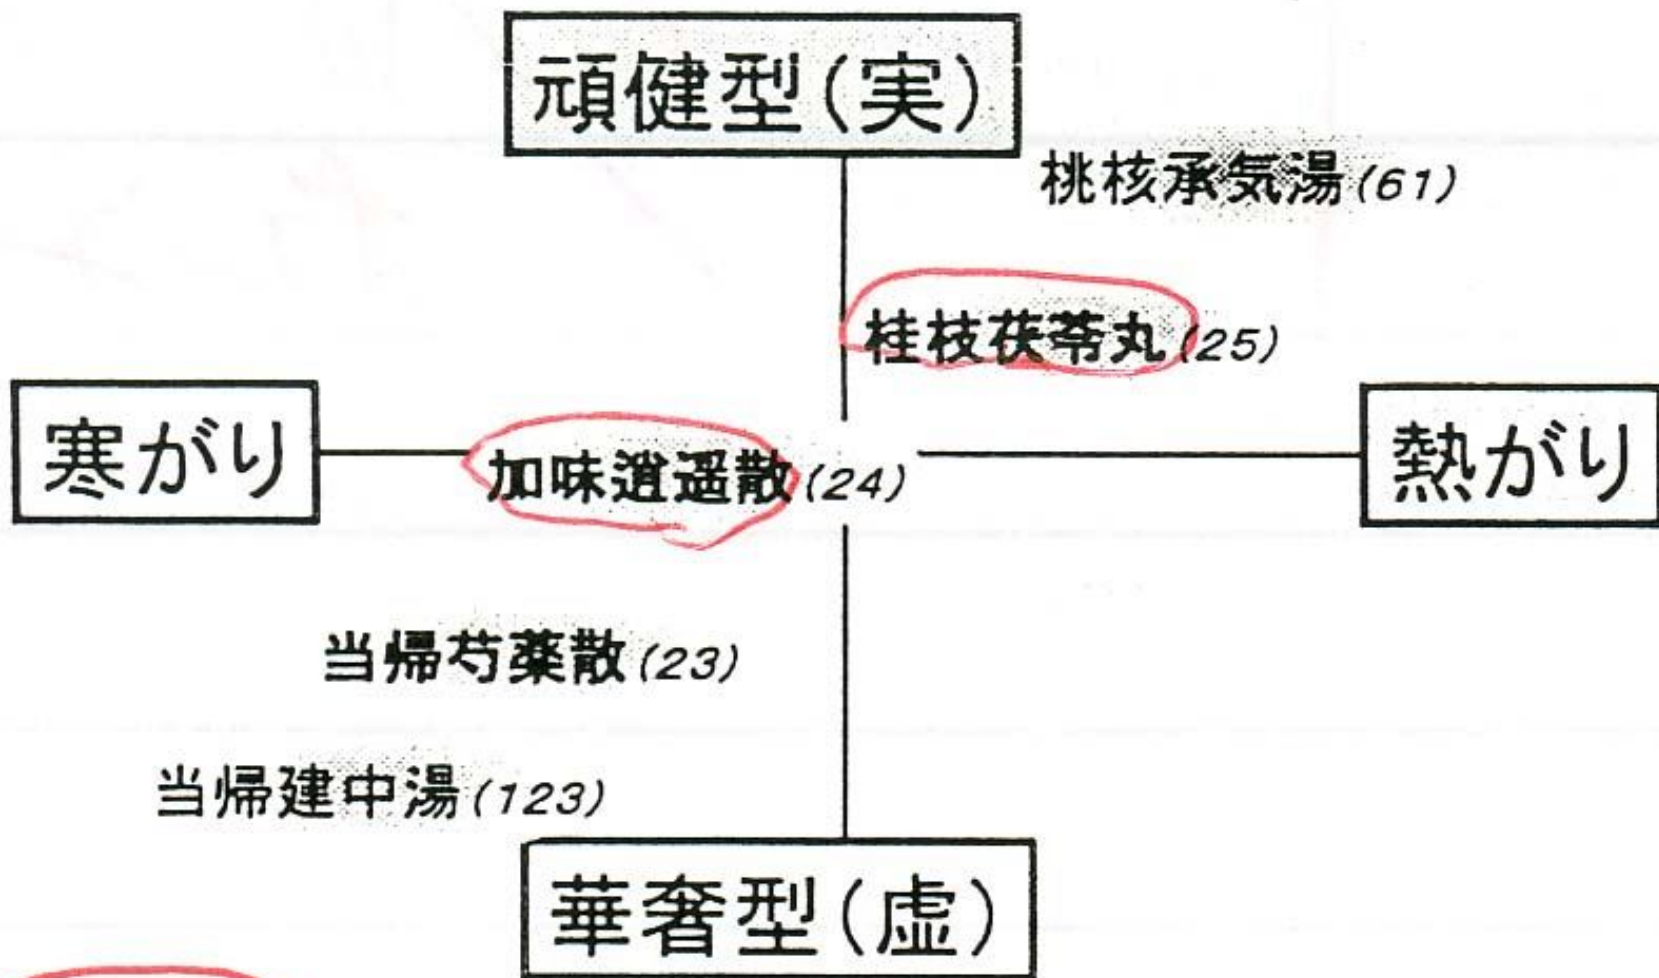 頑健型(実)
桃核承気湯(61)
桂枝茯苓丸(25)
寒がり
加味逍遥散(24)
熱がり
当帰芍薬散(23)
当帰建中湯(123)
華奢型(虚)